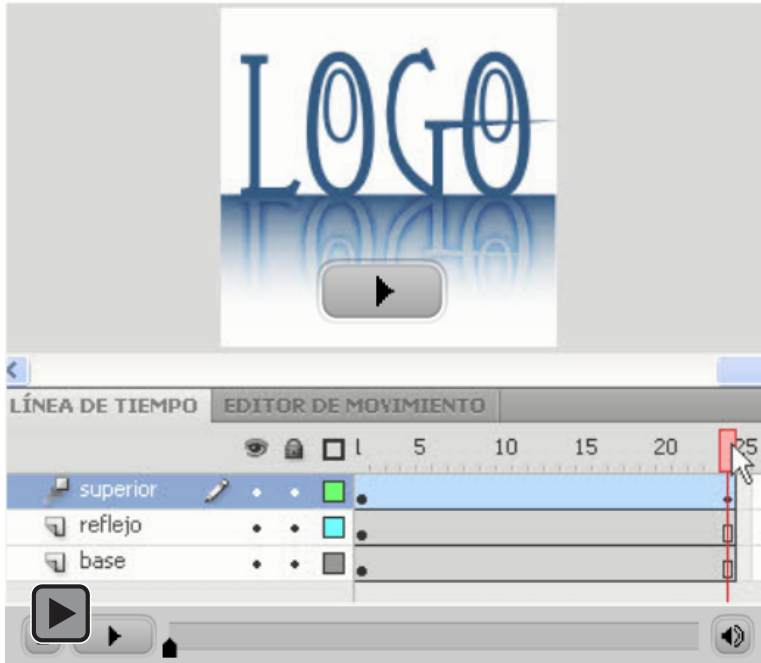 LOGO
LÍNEA DE TIEMPO EDITOR DE MOVIMIENTO
1 5 10 15 20 25
superior
reflejo
base